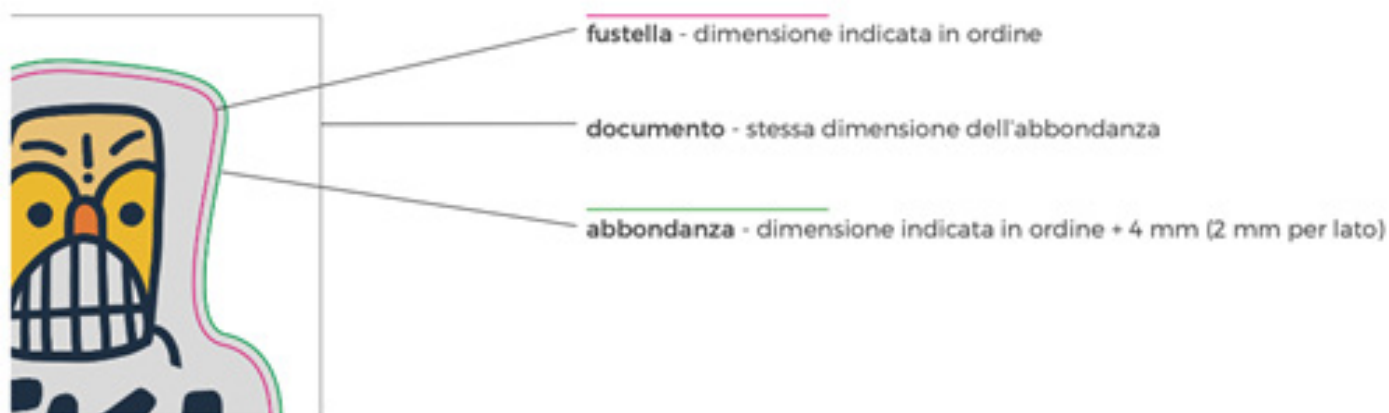 fustella - dimensione indicata in ordine
documento - stessa dimensione dell'abbondanza
abbondanza - dimensione indicata in ordine + 4 mm (2 mm per lato)